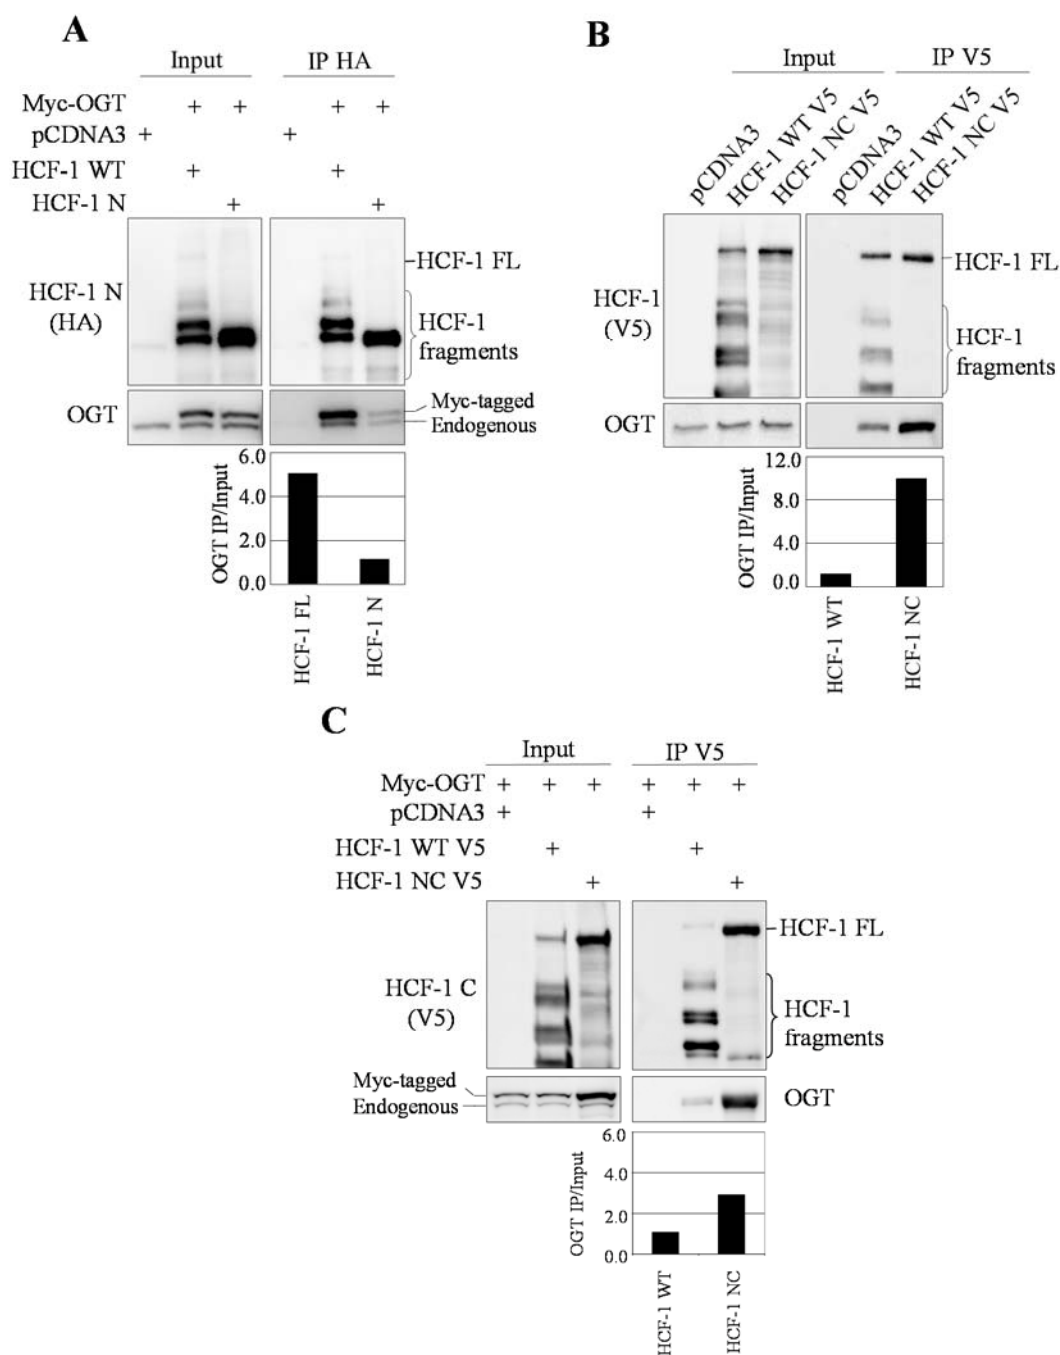 A
Input IP HA
Myc-OGT + + + +
pCDNA3 + +
HCF-1 WT + +
HCF-1 N + +
HCF-1 N
(HA)
HCF-1 FL
HCF-1
fragments
OGT
Myc-tagged
Endogenous
OGT IP/Input
6.0
4.0
2.0
0.0
HCF-1 FL
HCF-1 N
B
Input IP V5
pCDNA3
HCF-1 WT V5
HCF-1 NC V5
pCDNA3
HCF-1 WT V5
HCF-1 NC V5
HCF-1
(V5)
HCF-1 FL
HCF-1
fragments
OGT
OGT IP/Input
12.0
8.0
4.0
0.0
HCF-1 WT
HCF-1 NC
C
Input IP V5
Myc-OGT + + + + + +
pCDNA3 + +
HCF-1 WT V5 + +
HCF-1 NC V5 + +
HCF-1 C
(V5)
HCF-1 FL
HCF-1
fragments
Myc-tagged
Endogenous
OGT
OGT IP/Input
6.0
4.0
2.0
0.0
HCF-1 WT
HCF-1 NC